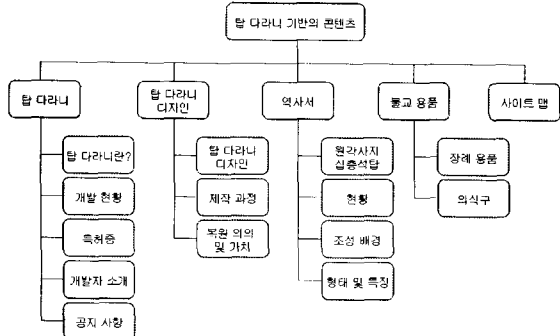 탑 다라니 기반의 콘텐츠
탑 다라니
탑 다라니
디자인
역사서
불교 용품
사이트 맵
탑 다라니란?
개발 현황
특허증
개발자 소개
공지 사항
탑 다라니
디자인
제작 과정
복원 의의
및 가치
원각사지
십층석탑
현황
조성 배경
형태 및 특징
장례 용품
의식구